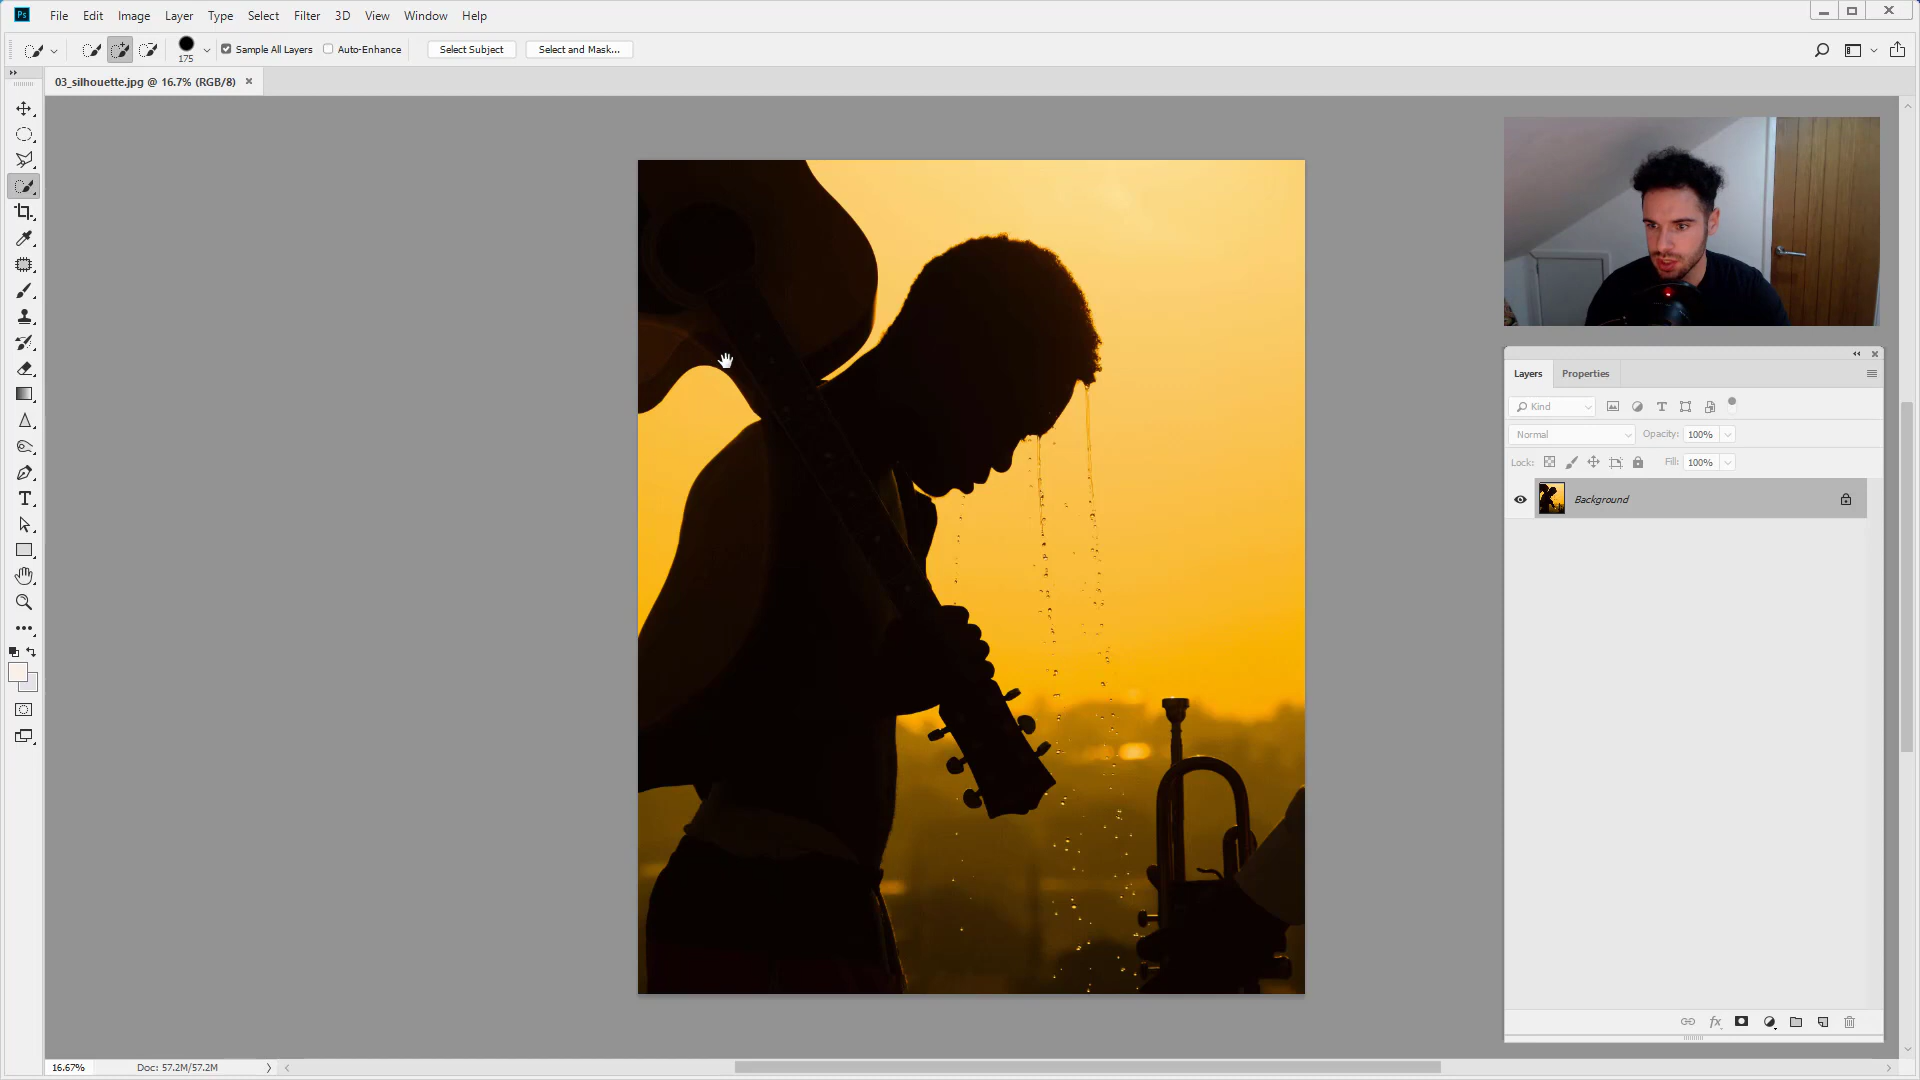 Ps File Edit Image Layer Type Select Filter 3D View Window Help
175 Sample All Layers Auto-Enhance Select Subject Select and Mask...
03_silhouette.jpg @ 16.7% (RGB/8)
Layers Properties
Kind
Normal Opacity: 100%
Lock: Fill: 100%
Background
fx
16.67% Doc: 57.2M/57.2M